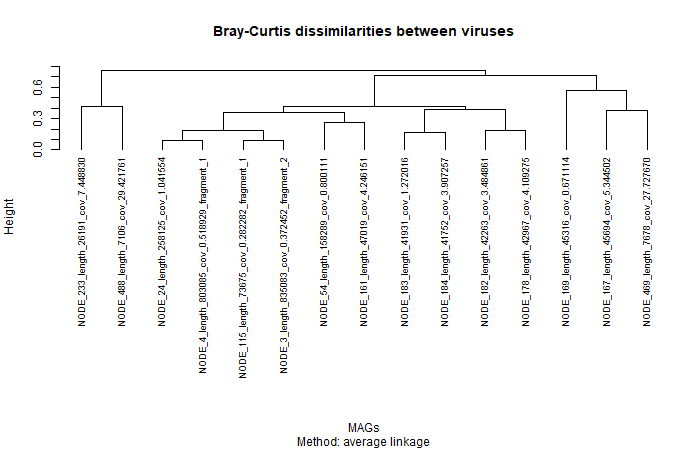 Bray-Curtis dissimilarities between viruses
Height
0.0
0.3
0.6
NODE_233_length_26191_cov_7.448830
NODE_488_length_7106_cov_29.421761
NODE_24_length_258125_cov_1.041554
NODE_4_length_803085_cov_0.518929_fragment_1
NODE_115_length_73675_cov_0.282282_fragment_1
NODE_3_length_835083_cov_0.372452_fragment_2
NODE_54_length_158289_cov_0.800111
NODE_161_length_47019_cov_4.246151
NODE_183_length_41931_cov_1.272016
NODE_184_length_41752_cov_3.907257
NODE_182_length_42263_cov_3.484861
NODE_178_length_42967_cov_4.109275
NODE_169_length_45316_cov_0.671114
NODE_167_length_45694_cov_5.344502
NODE_469_length_7678_cov_27.727670
MAGs
Method: average linkage